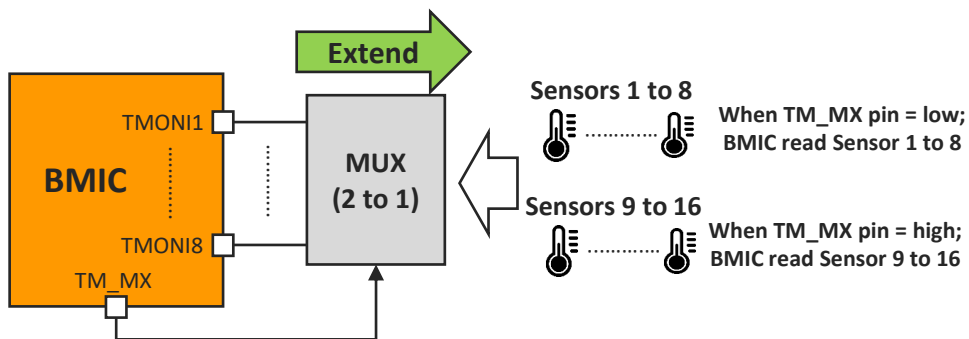 Extend
BMIC
TMONI1
TMONI8
TM_MX
MUX
(2 to 1)
Sensors 1 to 8
When TM_MX pin = low;
BMIC read Sensor 1 to 8
Sensors 9 to 16
When TM_MX pin = high;
BMIC read Sensor 9 to 16